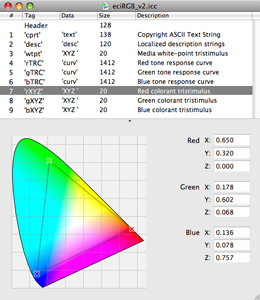 eciRGB_v2.icc
# Tag Data Size Description
Header 128
1 'cprt' 'text' 138 Copyright ASCII Text String
2 'desc' 'desc' 120 Localized description strings
3 'wtpt' 'XYZ ' 20 Media white-point tristimulus
4 'rTRC' 'curv' 1412 Red tone response curve
5 'gTRC' 'curv' 1412 Green tone response curve
6 'bTRC' 'curv' 1412 Blue tone response curve
7 'rXYZ' 'XYZ ' 20 Red colorant tristimulus
8 'gXYZ' 'XYZ ' 20 Green colorant tristimulus
9 'bXYZ' 'XYZ ' 20 Blue colorant tristimulus
Red X: 0.650
Y: 0.320
Z: 0.000
Green X: 0.178
Y: 0.602
Z: 0.068
Blue X: 0.136
Y: 0.078
Z: 0.757